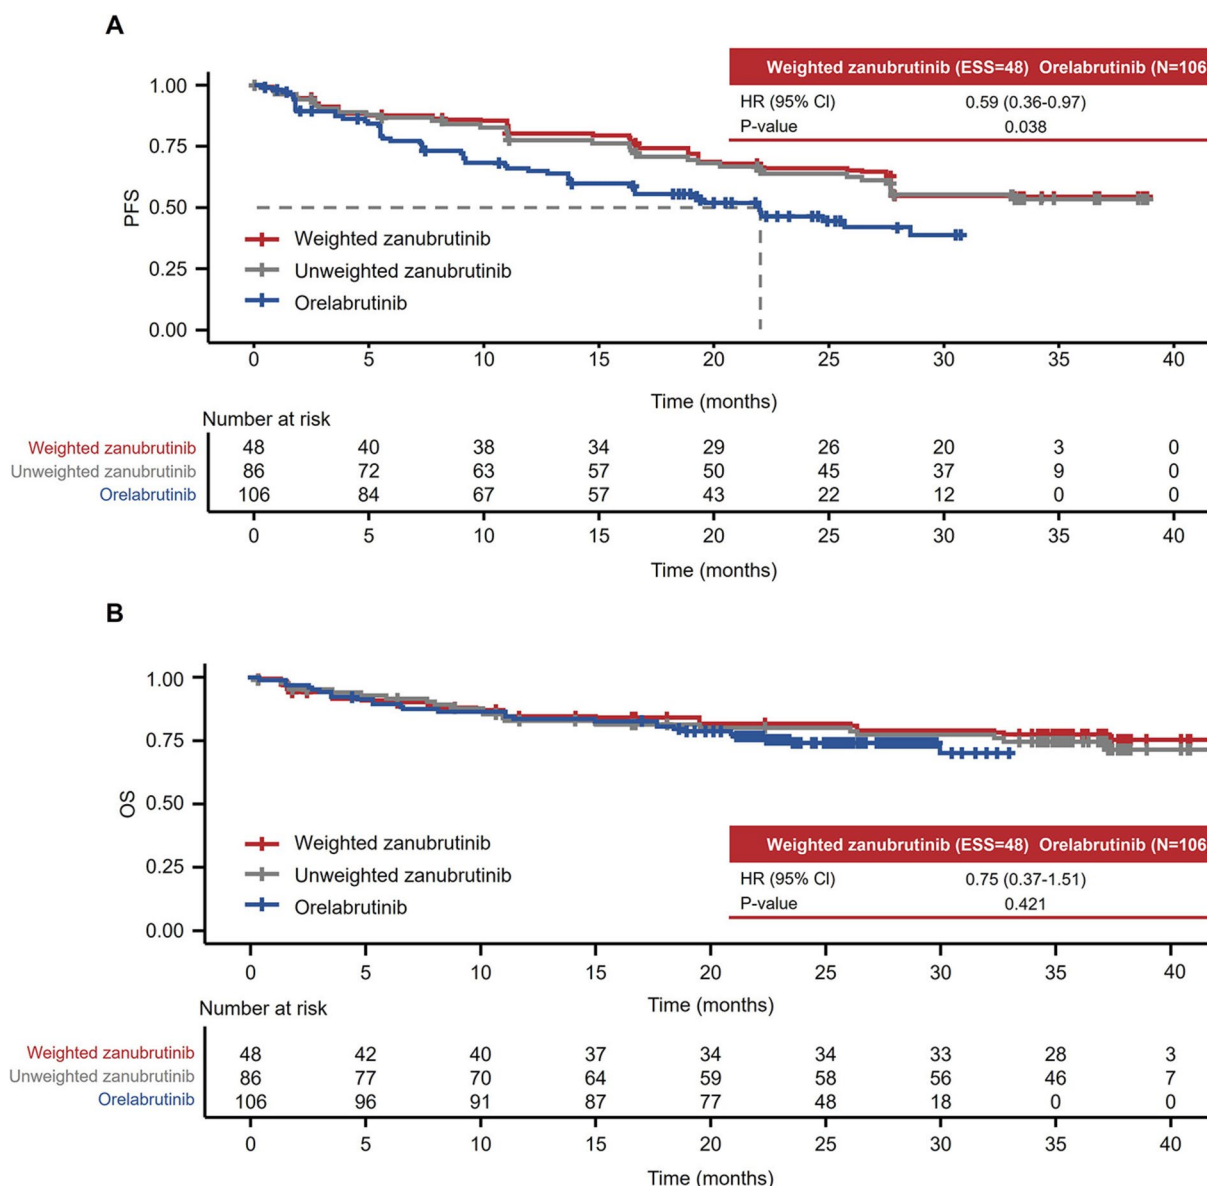 A
Weighted zanubrutinib (ESS=48) Orelabrutinib (N=106
HR (95% CI) 0.59 (0.36-0.97)
P-value 0.038
1.00
0.75
0.50
0.25
0.00
PFS
Weighted zanubrutinib
Unweighted zanubrutinib
Orelabrutinib
0 5 10 15 20 25 30 35 40
Time (months)
Number at risk
Weighted zanubrutinib 48 40 38 34 29 26 20 3 0
Unweighted zanubrutinib 86 72 63 57 50 45 37 9 0
Orelabrutinib 106 84 67 57 43 22 12 0 0
0 5 10 15 20 25 30 35 40
Time (months)
B
1.00
0.75
0.50
0.25
0.00
OS
Weighted zanubrutinib
Unweighted zanubrutinib
Orelabrutinib
Weighted zanubrutinib (ESS=48) Orelabrutinib (N=106
HR (95% CI) 0.75 (0.37-1.51)
P-value 0.421
0 5 10 15 20 25 30 35 40
Time (months)
Number at risk
Weighted zanubrutinib 48 42 40 37 34 34 33 28 3
Unweighted zanubrutinib 86 77 70 64 59 58 56 46 7
Orelabrutinib 106 96 91 87 77 48 18 0 0
0 5 10 15 20 25 30 35 40
Time (months)